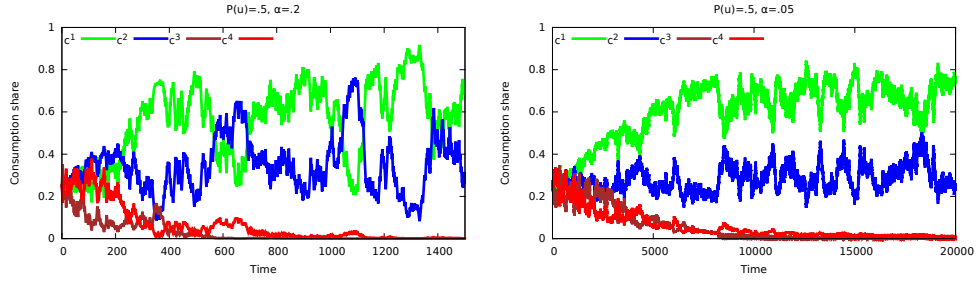 P(u)=.5, α=.2
c¹ c² c³ c⁴
Consumption share
1
0.8
0.6
0.4
0.2
0
0 200 400 600 800 1000 1200 1400
Time
P(u)=.5, α=.05
c¹ c² c³ c⁴
Consumption share
1
0.8
0.6
0.4
0.2
0
0 5000 10000 15000 20000
Time